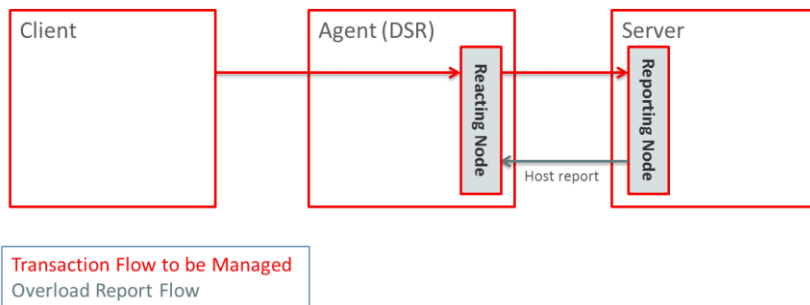 Client
Agent (DSR)
Server
Reacting Node
Reporting Node
Host report
Transaction Flow to be Managed
Overload Report Flow